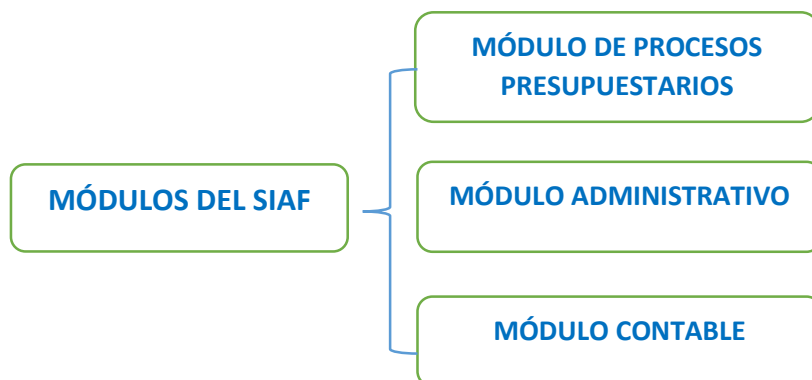 MÓDULO DE PROCESOS
PRESUPUESTARIOS
MÓDULOS DEL SIAF
MÓDULO ADMINISTRATIVO
MÓDULO CONTABLE